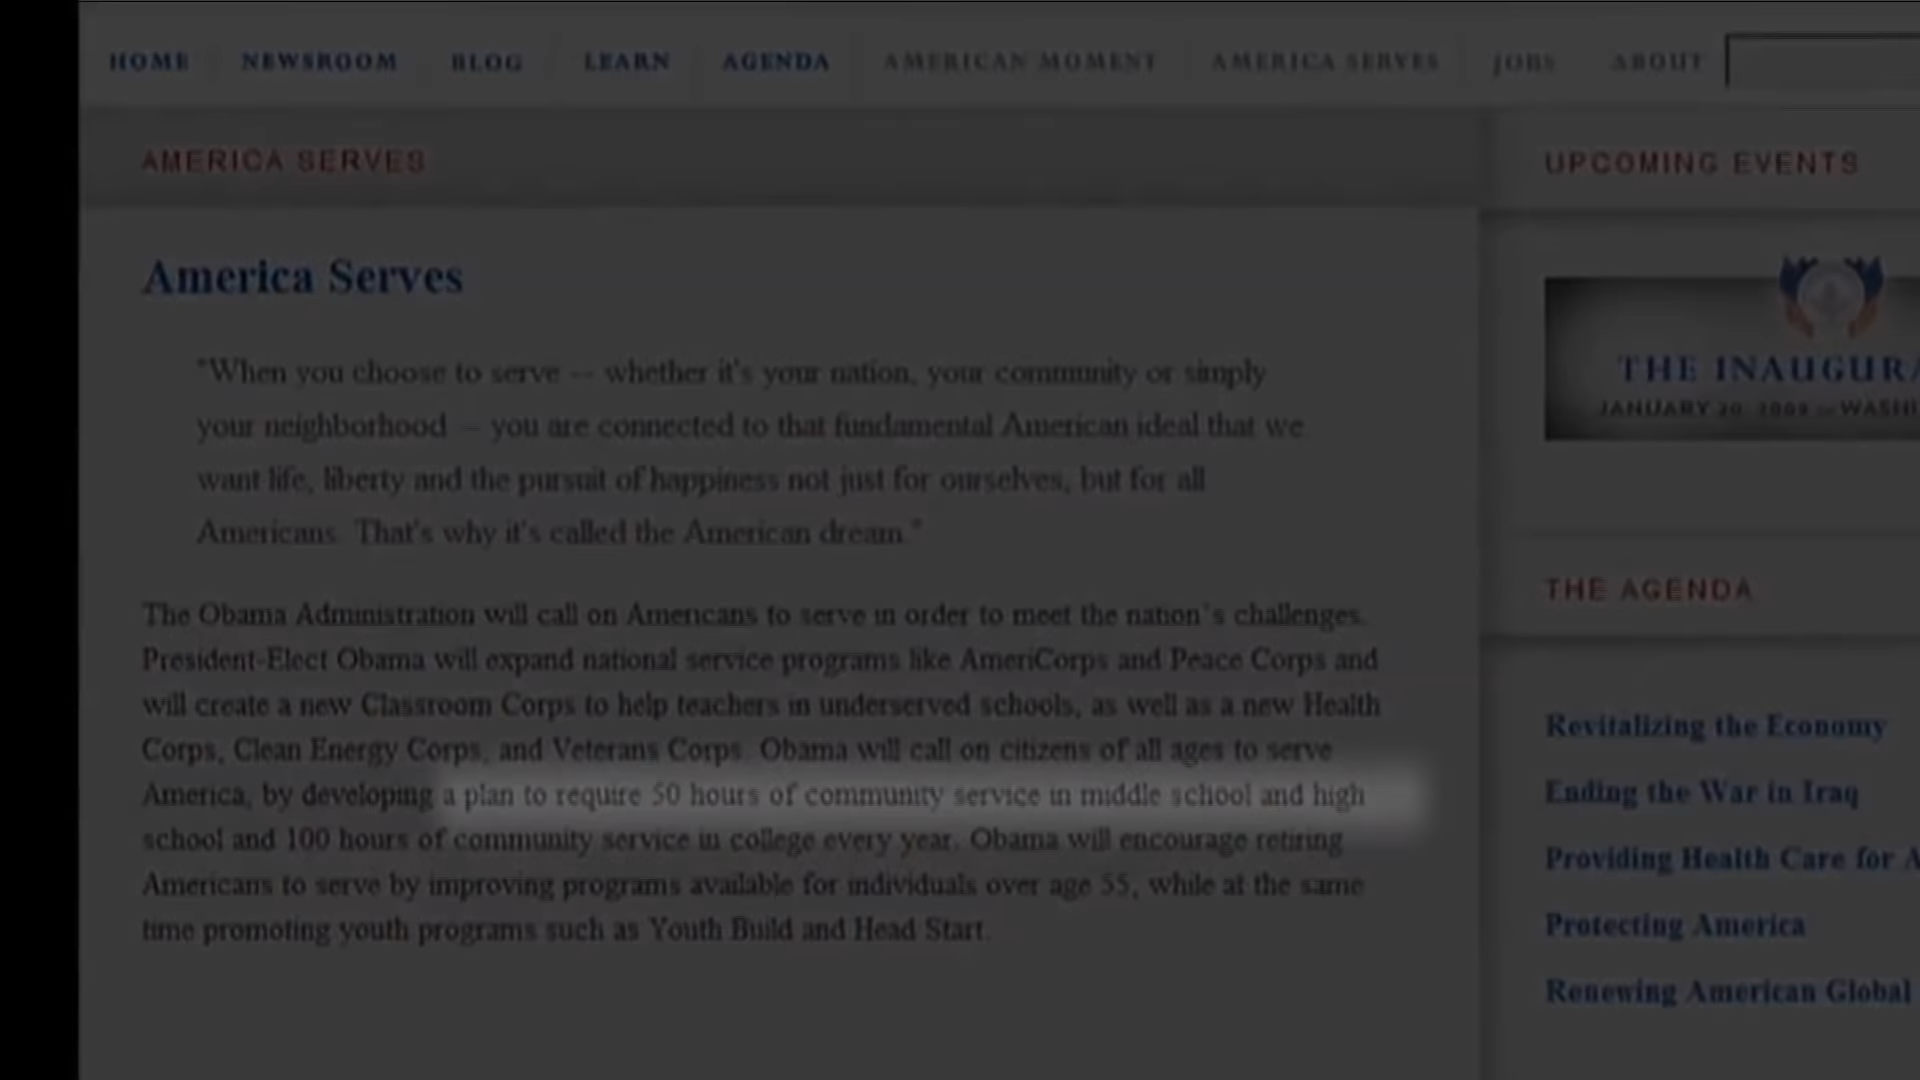 HOME NEWSROOM BLOG LEARN AGENDA AMERICAN MOMENT AMERICA SERVES JOBS ABOUT
AMERICA SERVES
America Serves
"When you choose to serve -- whether it's your nation, your community or simply
your neighborhood -- you are connected to that fundamental American ideal that we
want life, liberty and the pursuit of happiness not just for ourselves, but for all
Americans. That's why it's called the American dream."
The Obama Administration will call on Americans to serve in order to meet the nation's challenges.
President-Elect Obama will expand national service programs like AmeriCorps and Peace Corps and
will create a new Classroom Corps to help teachers in underserved schools, as well as a new Health
Corps, Clean Energy Corps, and Veterans Corps. Obama will call on citizens of all ages to serve
America, by developing a plan to require 50 hours of community service in middle school and high
school and 100 hours of community service in college every year. Obama will encourage retiring
Americans to serve by improving programs available for individuals over age 55, while at the same
time promoting youth programs such as Youth Build and Head Start.
UPCOMING EVENTS
THE INAUGURA
JANUARY 20, 2009 WASHI
THE AGENDA
Revitalizing the Economy
Ending the War in Iraq
Providing Health Care for A
Protecting America
Renewing American Global